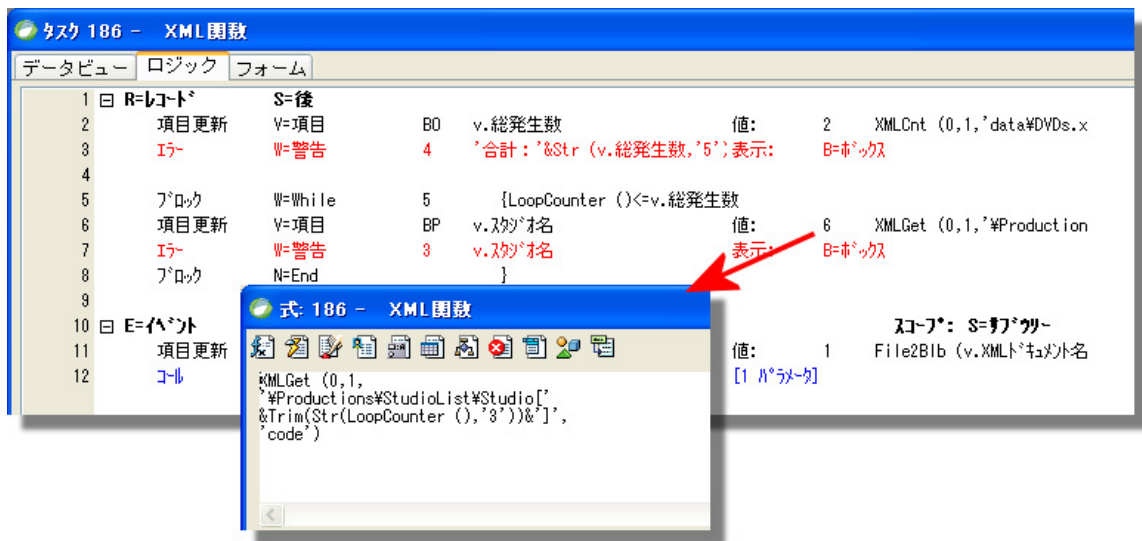 タスク 186 - XML関数
データビュー ロジック フォーム
1 R=レコード S=後
2 項目更新 V=項目 BO v.総発生数 値: 2 XMLCnt (0,1,'data¥DVDs.x
3 エラー W=警告 4 '合計:'&Str (v.総発生数,'5') 表示: B=ボックス
4
5 ブロック W=While 5 {LoopCounter ()<=v.総発生数
6 項目更新 V=項目 BP v.スタジオ名 値: 6 XMLGet (0,1,'¥Production
7 エラー W=警告 3 v.スタジオ名 表示: B=ボックス
8 ブロック N=End }
9
10 E=イベント スコープ: S=サブツリー
11 項目更新 値: 1 File2Blb (v.XMLドキュメント名
12 コール [1 パラメータ]
式: 186 - XML関数
XMLGet (0,1,
'¥Productions¥StudioList¥Studio['
&Trim(Str(LoopCounter (),'3'))&']',
'code')